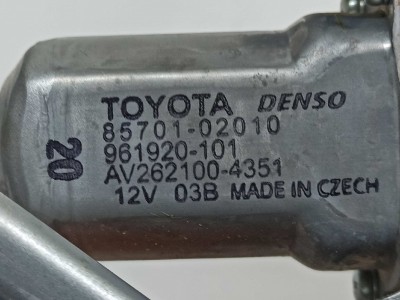 TOYOTA DENSO
85701-02010
961920-101
AV262100-4351
12V 03B MADE IN CZECH
20